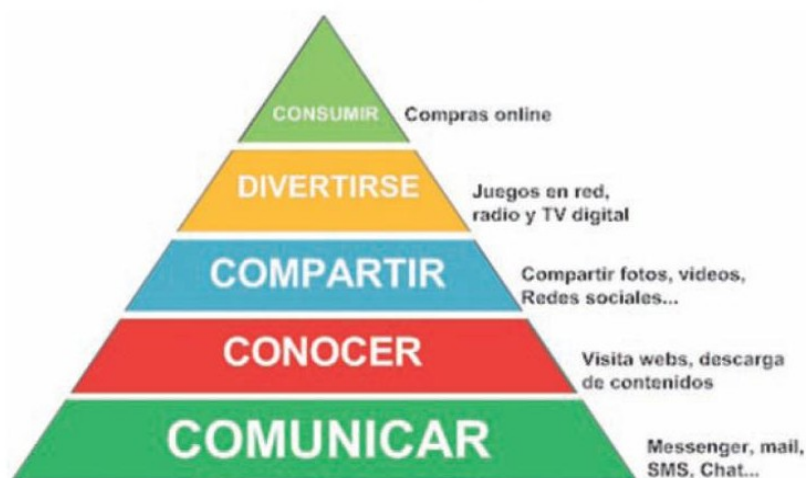 CONSUMIR
Compras online
DIVERTIRSE
Juegos en red,
radio y TV digital
COMPARTIR
Compartir fotos, videos,
Redes sociales...
CONOCER
Visita webs, descarga
de contenidos
COMUNICAR
Messenger, mail,
SMS, Chat...